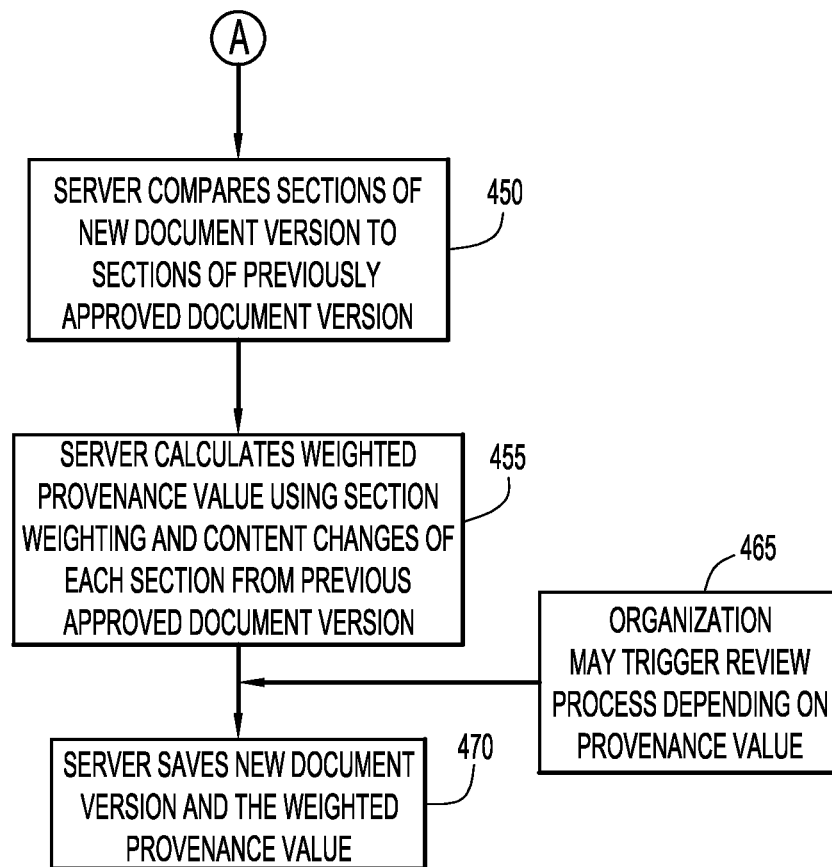 A
SERVER COMPARES SECTIONS OF
NEW DOCUMENT VERSION TO
SECTIONS OF PREVIOUSLY
APPROVED DOCUMENT VERSION
450
SERVER CALCULATES WEIGHTED
PROVENANCE VALUE USING SECTION
WEIGHTING AND CONTENT CHANGES OF
EACH SECTION FROM PREVIOUS
APPROVED DOCUMENT VERSION
455
465
ORGANIZATION
MAY TRIGGER REVIEW
PROCESS DEPENDING ON
PROVENANCE VALUE
SERVER SAVES NEW DOCUMENT
VERSION AND THE WEIGHTED
PROVENANCE VALUE
470